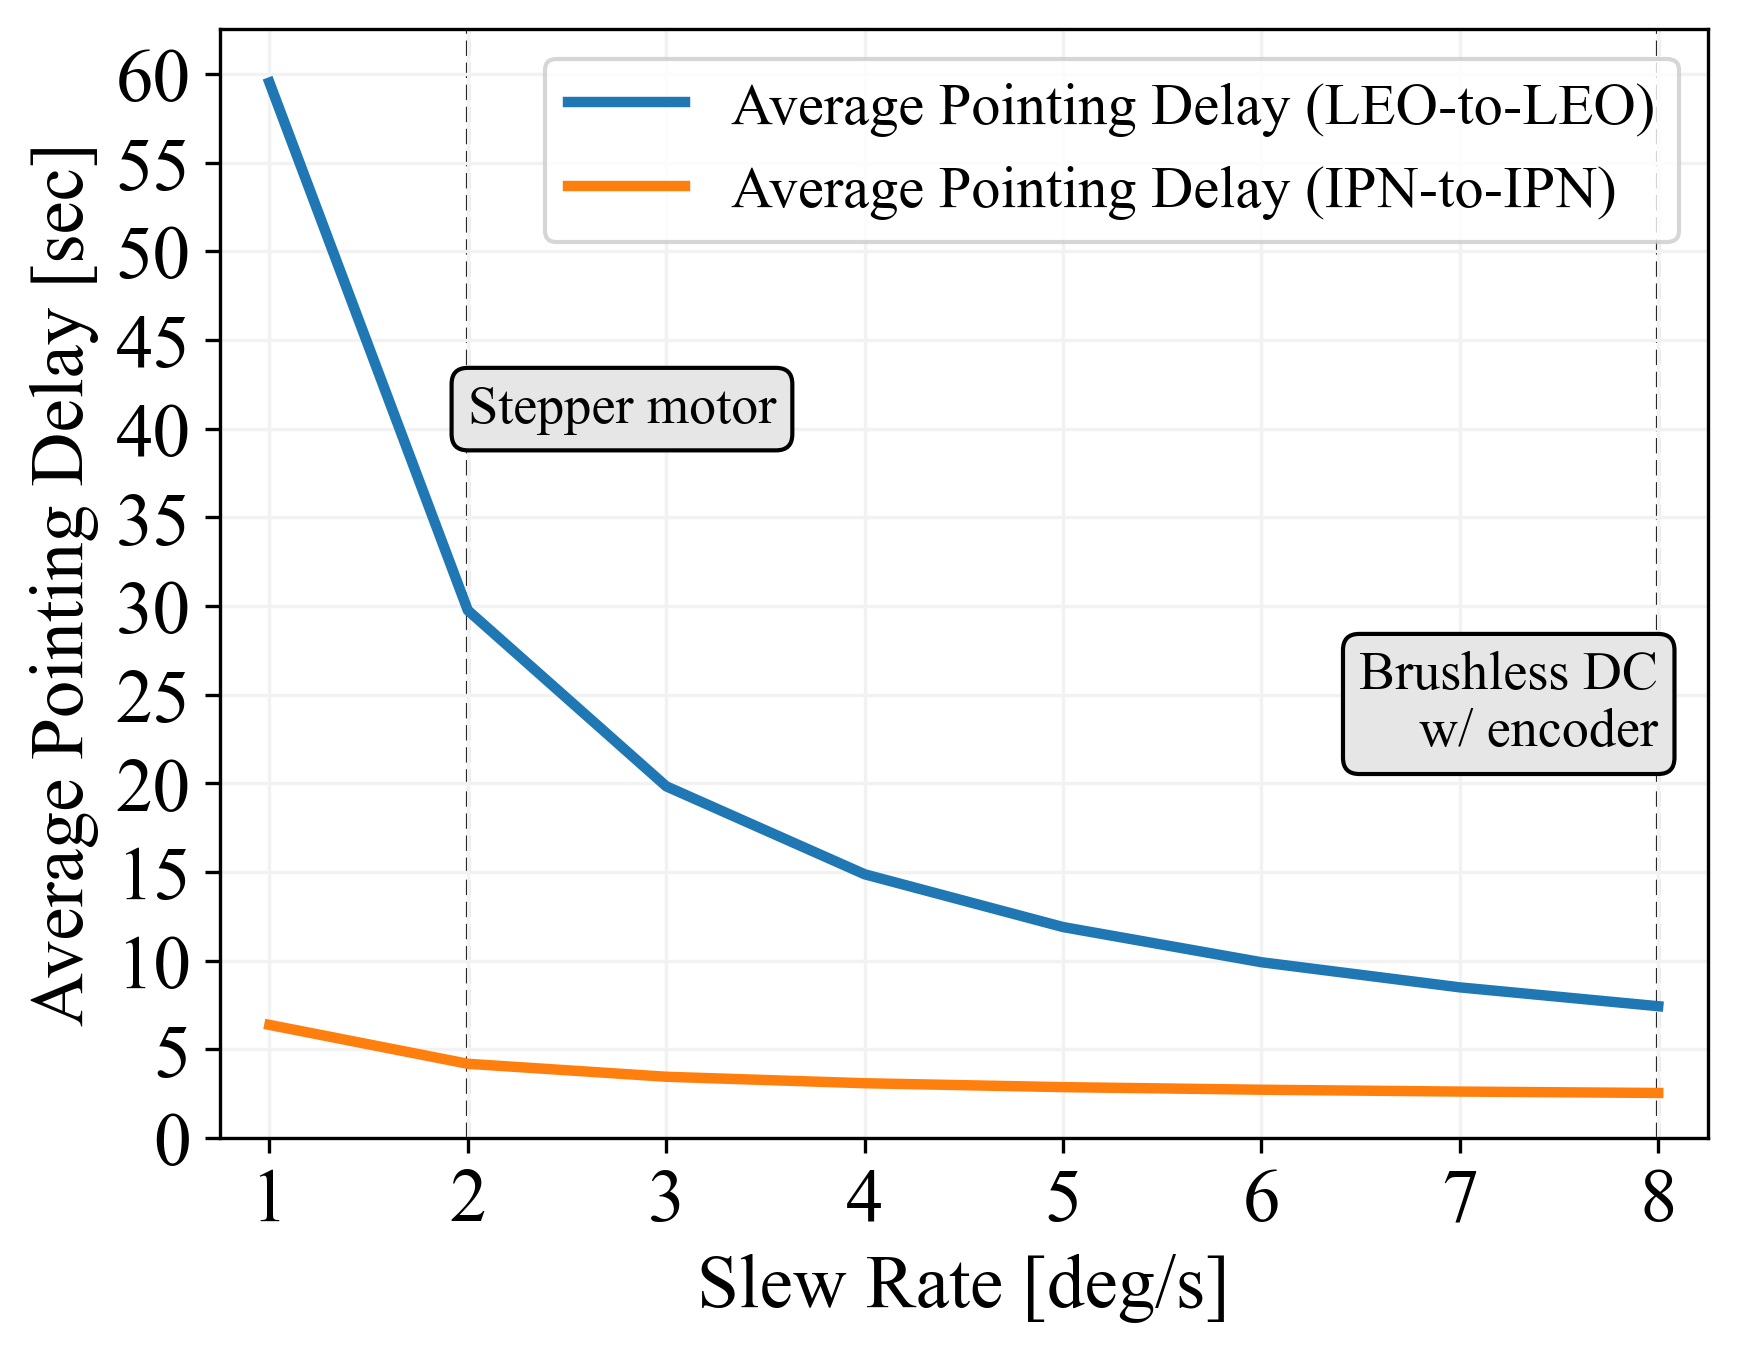 Average Pointing Delay (LEO-to-LEO)
Average Pointing Delay (IPN-to-IPN)
Stepper motor
Brushless DC
w/ encoder
Average Pointing Delay [sec]
60
55
50
45
40
35
30
25
20
15
10
5
0
1 2 3 4 5 6 7 8
Slew Rate [deg/s]